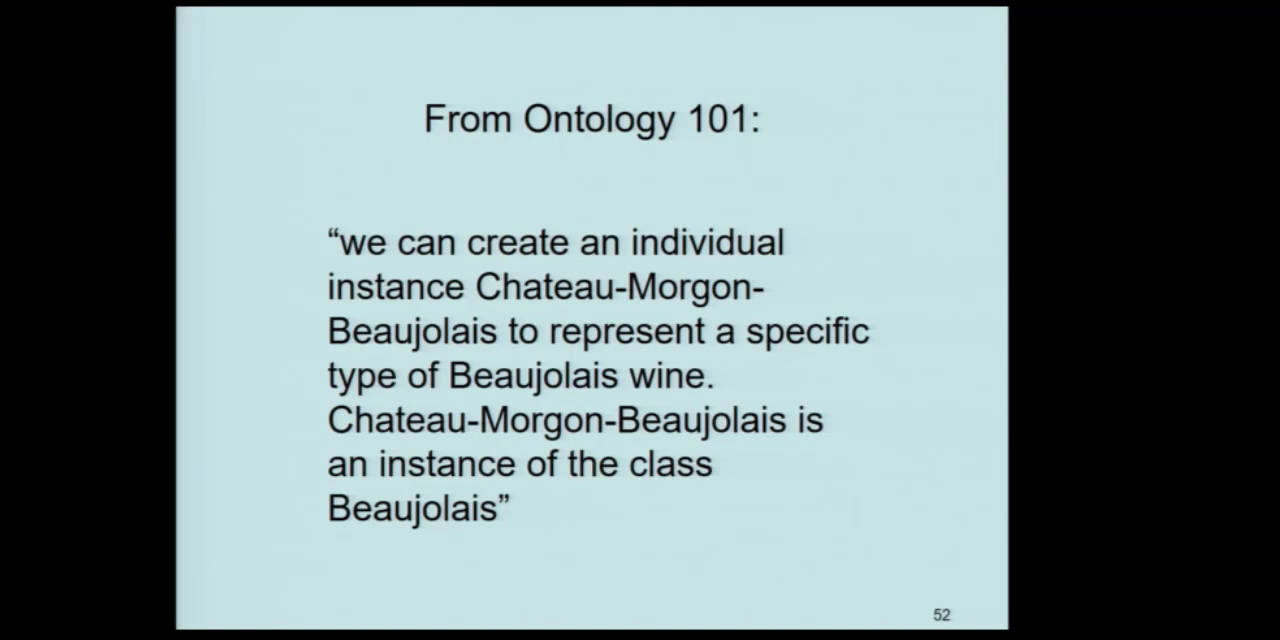 From Ontology 101:
“we can create an individual
instance Chateau-Morgon-
Beaujolais to represent a specific
type of Beaujolais wine.
Chateau-Morgon-Beaujolais is
an instance of the class
Beaujolais”
52